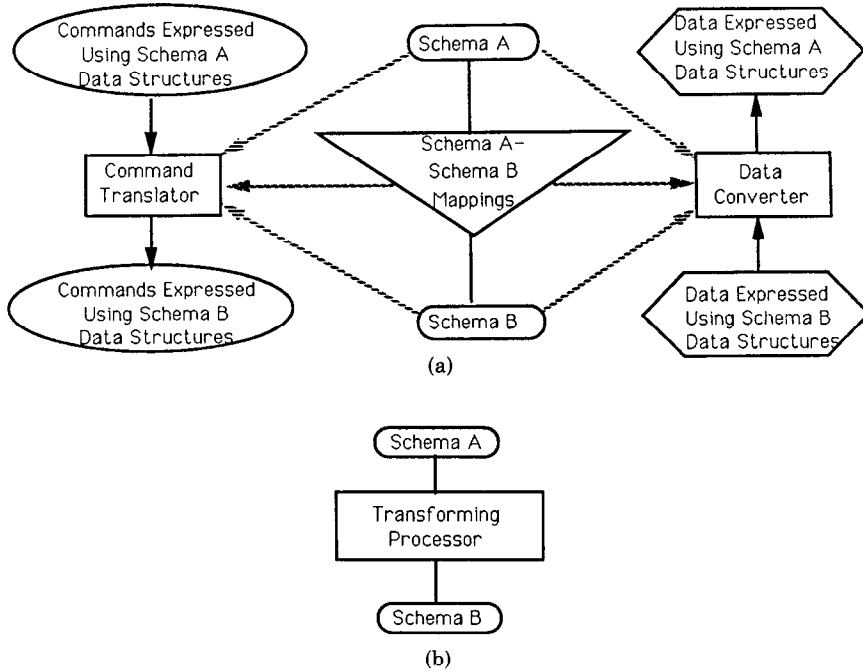 Commands Expressed
Using Schema A
Data Structures
Schema A
Data Expressed
Using Schema A
Data Structures
Command
Translator
Schema A-
Schema B
Mappings
Data
Converter
Commands Expressed
Using Schema B
Data Structures
Schema B
Data Expressed
Using Schema B
Data Structures
(a)
Schema A
Transforming
Processor
Schema B
(b)